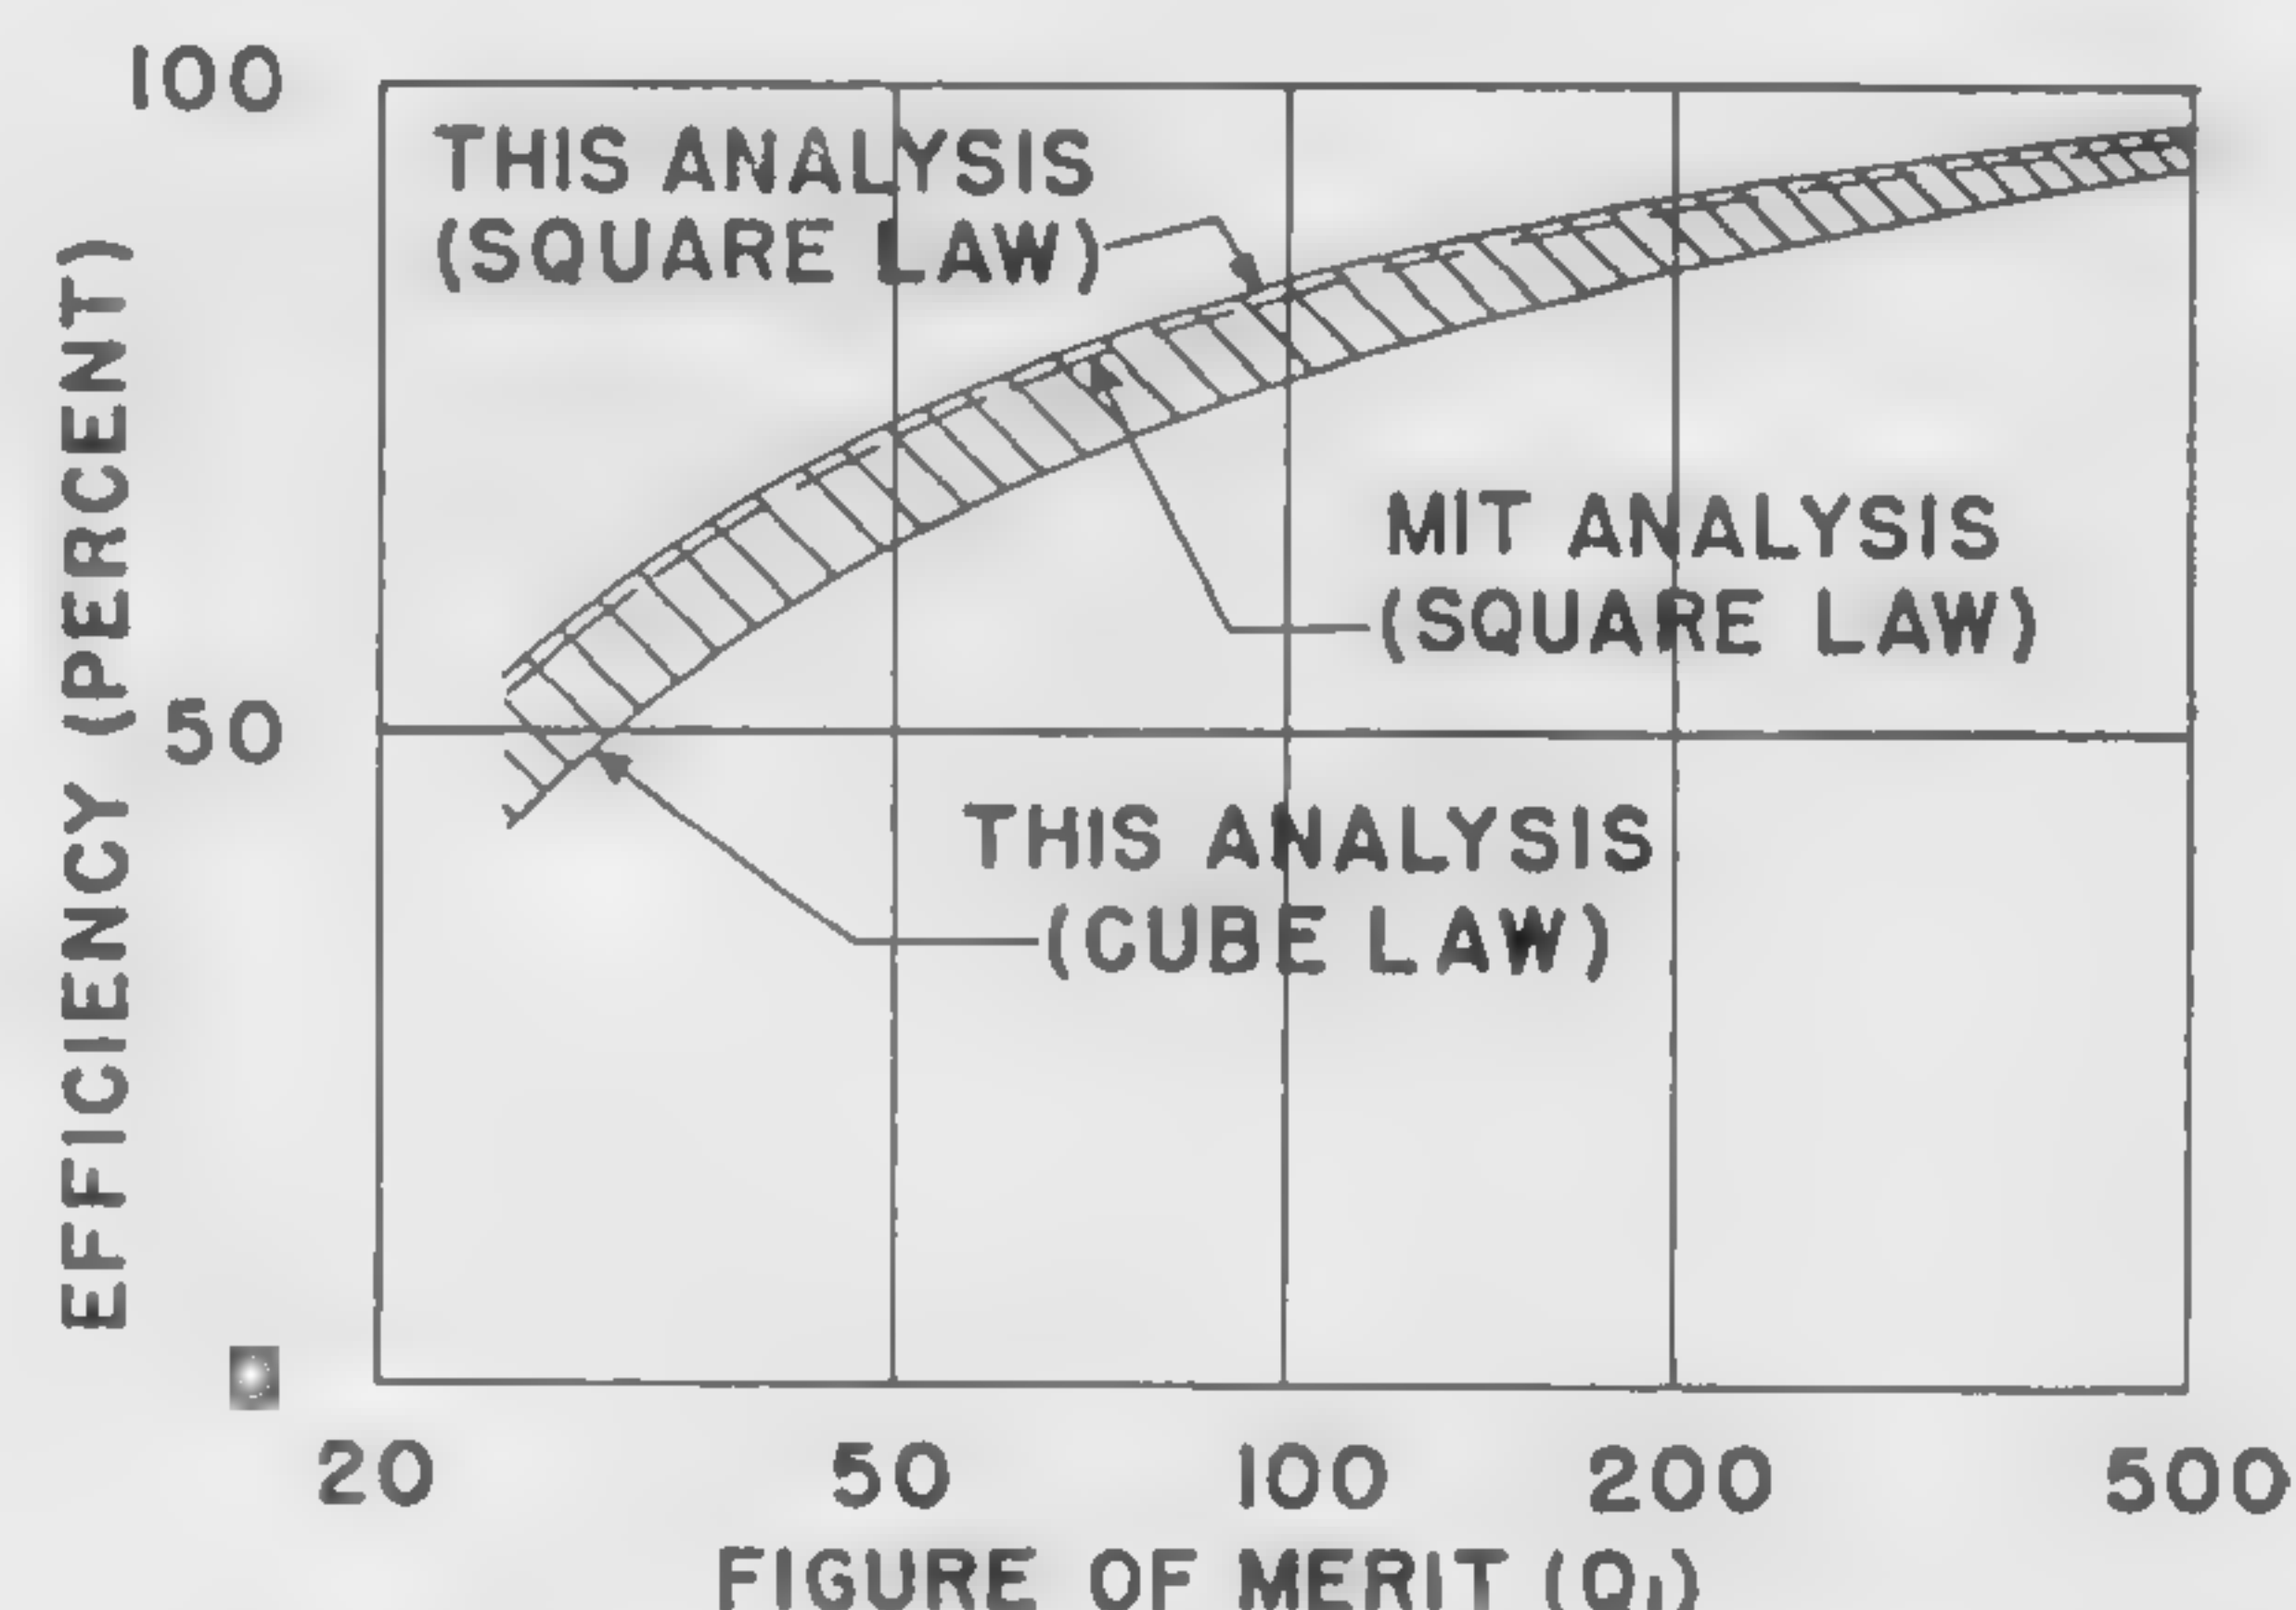 100
THIS ANALYSIS
(SQUARE LAW)
MIT ANALYSIS
(SQUARE LAW)
EFFICIENCY (PERCENT)
50
THIS ANALYSIS
(CUBE LAW)
20 50 100 200 500
FIGURE OF MERIT (Q₁)